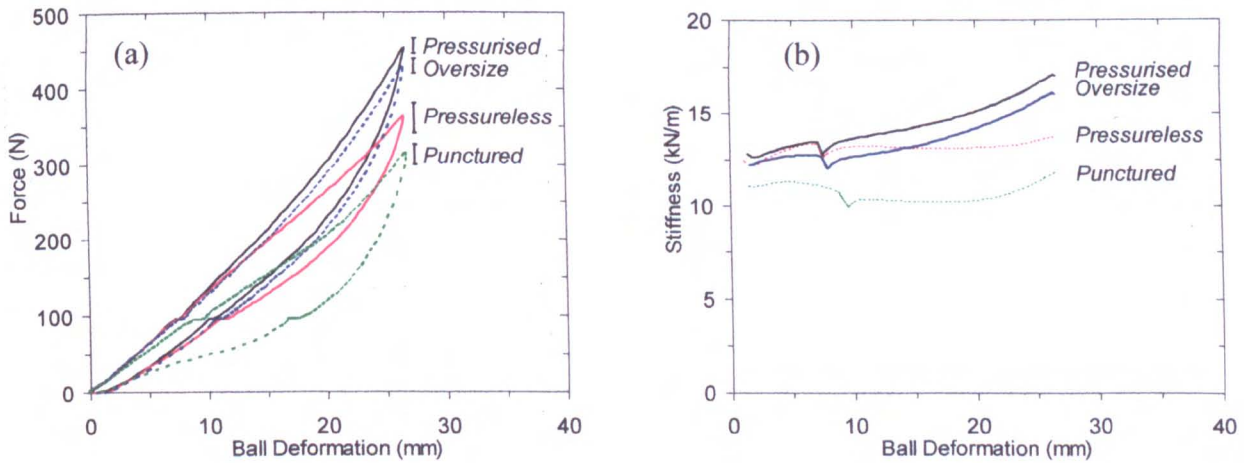 500
400
300
200
100
0
Force (N)
(a)
Pressurised
Oversize
Pressureless
Punctured
0 10 20 30 40
Ball Deformation (mm)
20
15
10
5
0
Stiffness (kN/m)
(b)
Pressurised
Oversize
Pressureless
Punctured
0 10 20 30 40
Ball Deformation (mm)